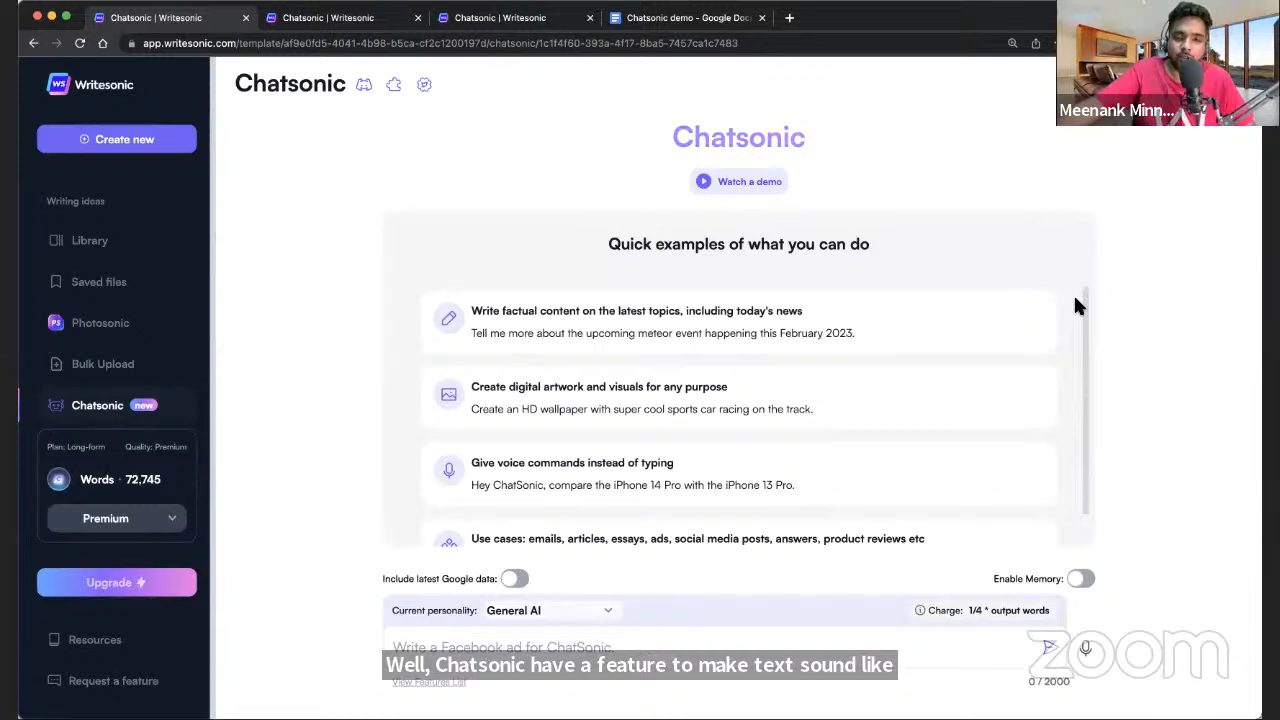 Chatsonic | Writesonic
Chatsonic | Writesonic
Chatsonic | Writesonic
Chatsonic demo - Google Docs
app.writesonic.com/template/af9e0fd5-4041-4b98-b5ca-cf2c1200197d/chatsonic/1c1f4f60-393a-4f17-8ba5-7457ca1c7483
WS Writesonic
Chatsonic
Meenank Minn...
Create new
Chatsonic
Watch a demo
Writing ideas
Library
Saved files
PS Photosonic
Bulk Upload
Chatsonic new
Plan: Long-form Quality: Premium
Words · 72,745
Premium
Upgrade
Resources
Request a feature
Quick examples of what you can do
Write factual content on the latest topics, including today's news
Tell me more about the upcoming meteor event happening this February 2023.
Create digital artwork and visuals for any purpose
Create an HD wallpaper with super cool sports car racing on the track.
Give voice commands instead of typing
Hey ChatSonic, compare the iPhone 14 Pro with the iPhone 13 Pro.
Use cases: emails, articles, essays, ads, social media posts, answers, product reviews etc
Include latest Google data: Enable Memory:
Current personality: General AI Charge: 1/4 * output words
Write a Facebook ad for ChatSonic.
Well, Chatsonic have a feature to make text sound like
View Features List 0 / 2000
zoom